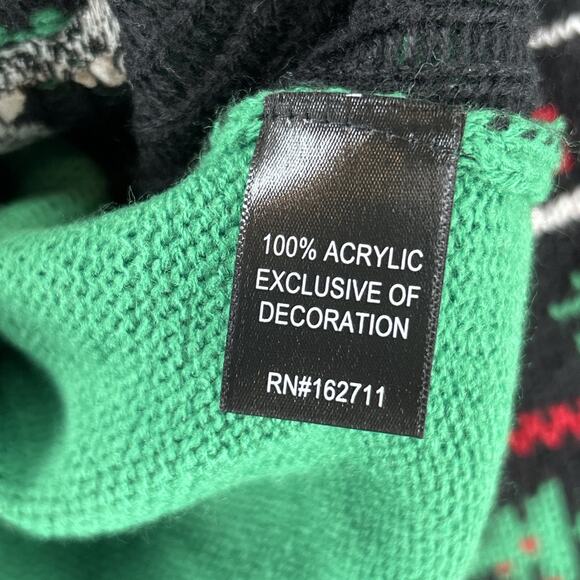 100% ACRYLIC
EXCLUSIVE OF
DECORATION
RN#162711